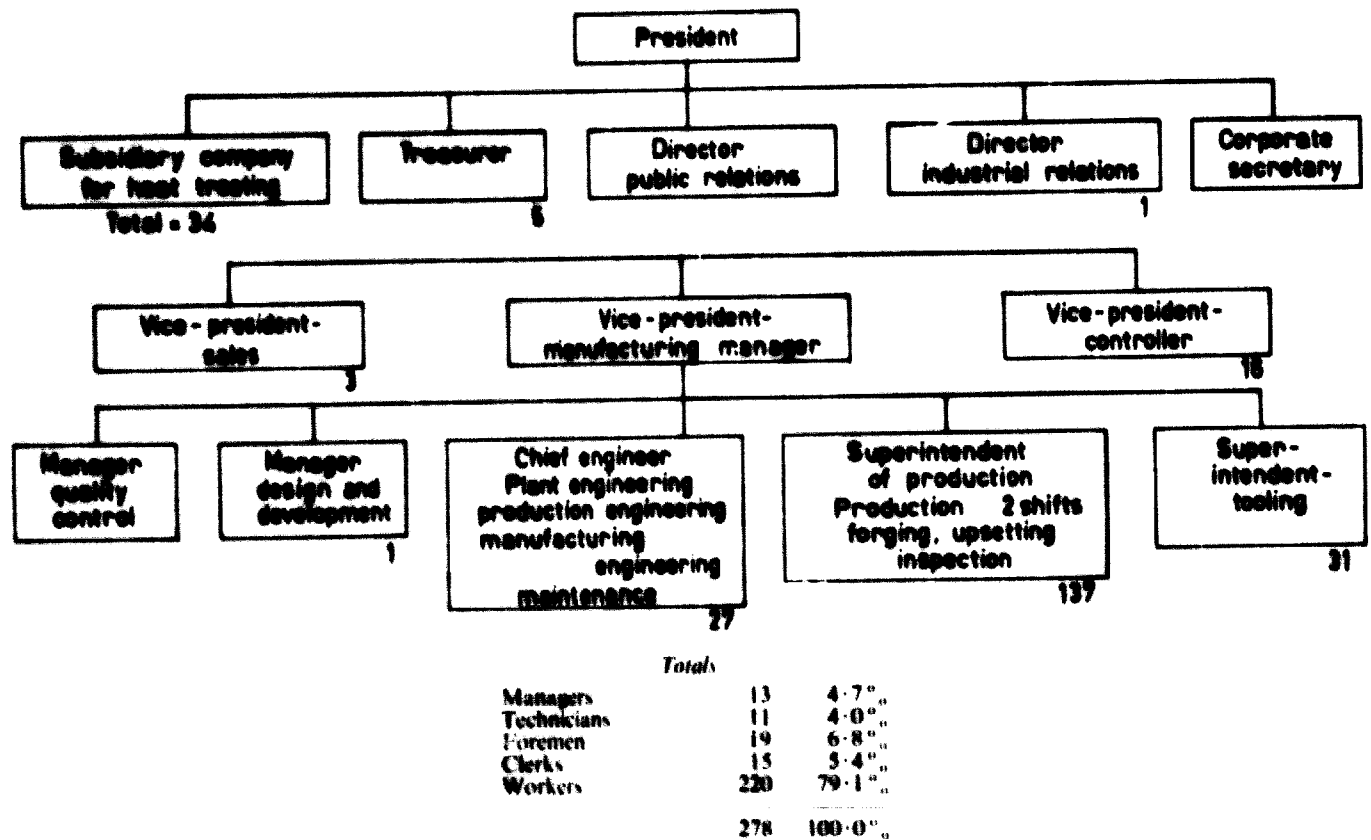 President
Subsidiary company
for heat treating
Total = 34
Treasurer
Director
public relations
Director
industrial relations
1
Corporate
secretary
Vice-president-
sales
3
Vice-president-
manufacturing manager
Vice-president-
controller
Manager
quality
control
Manager
design and
development
1
Chief engineer
Plant engineering
production engineering
manufacturing
engineering
maintenance
27
Superintendent
of production
Production 2 shifts
forging, upsetting
inspection
137
Super-
intendent-
tooling
31
Totals
Managers 13 4·7%
Technicians 11 4·0%
Foremen 19 6·8%
Clerks 15 5·4%
Workers 220 79·1%
278 100·0%